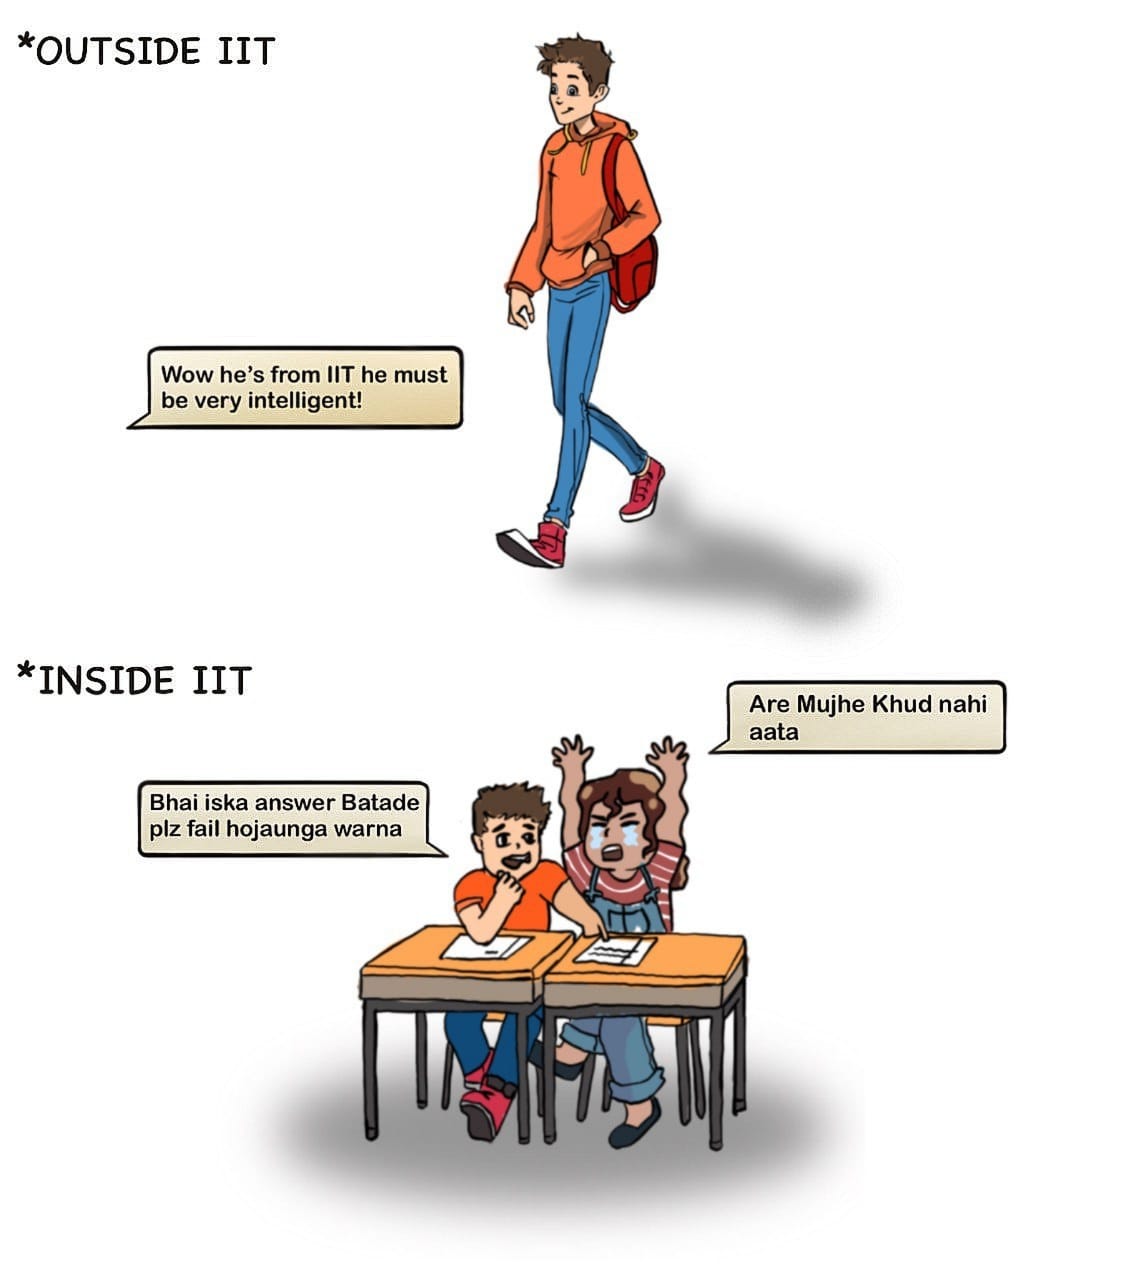 *OUTSIDE IIT
Wow he's from IIT he must
be very intelligent!
*INSIDE IIT
Are Mujhe Khud nahi
aata
Bhai iska answer Batade
plz fail hojaunga warna